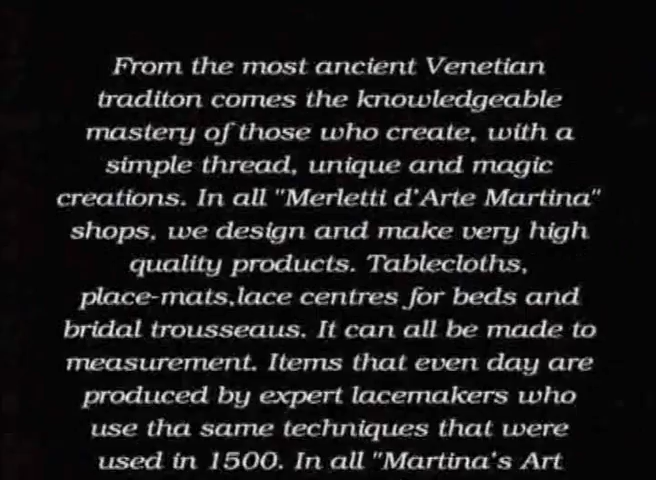 From the most ancient Venetian
traditon comes the knowledgeable
mastery of those who create, with a
simple thread, unique and magic
creations. In all "Merletti d'Arte Martina"
shops, we design and make very high
quality products. Tablecloths,
place-mats,lace centres for beds and
bridal trousseaus. It can all be made to
measurement. Items that even day are
produced by expert lacemakers who
use tha same techniques that were
used in 1500. In all "Martina's Art